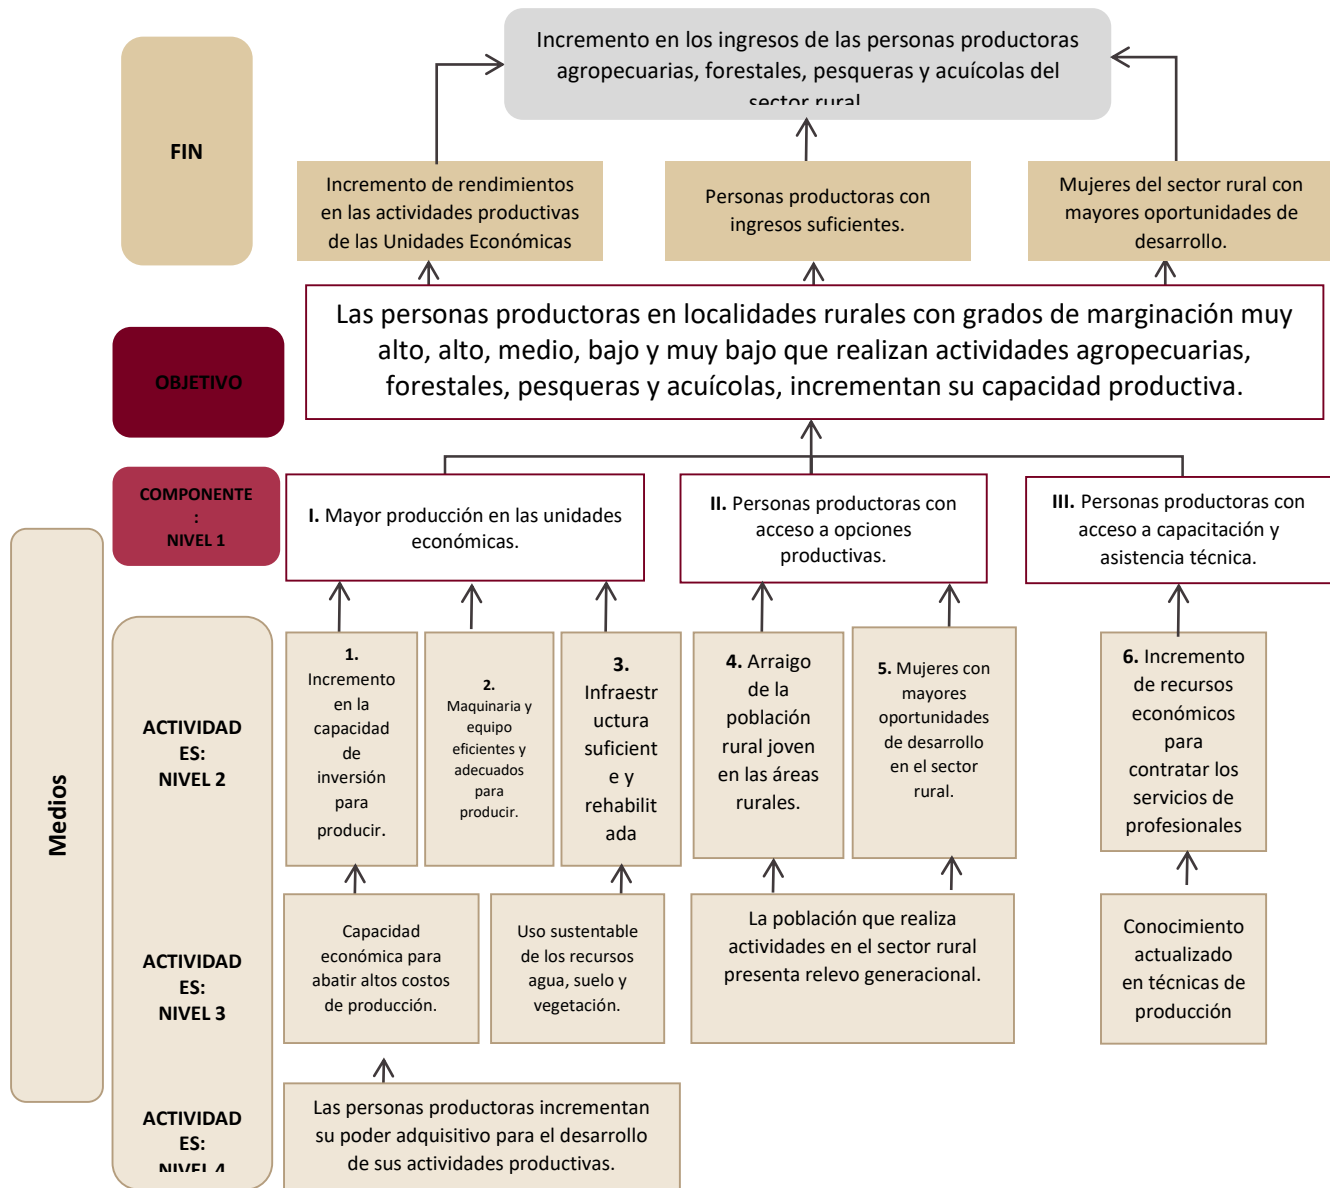 FIN
Incremento en los ingresos de las personas productoras
agropecuarias, forestales, pesqueras y acuícolas del
sector rural
Incremento de rendimientos
en las actividades productivas
de las Unidades Económicas
Personas productoras con
ingresos suficientes.
Mujeres del sector rural con
mayores oportunidades de
desarrollo.
OBJETIVO
Las personas productoras en localidades rurales con grados de marginación muy
alto, alto, medio, bajo y muy bajo que realizan actividades agropecuarias,
forestales, pesqueras y acuícolas, incrementan su capacidad productiva.
COMPONENTE
:
NIVEL 1
I. Mayor producción en las unidades
económicas.
II. Personas productoras con
acceso a opciones
productivas.
III. Personas productoras con
acceso a capacitación y
asistencia técnica.
Medios
ACTIVIDAD
ES:
NIVEL 2
1.
Incremento
en la
capacidad
de
inversión
para
producir.
2.
Maquinaria y
equipo
eficientes y
adecuados
para
producir.
3.
Infraestr
uctura
suficient
e y
rehabilit
ada
4. Arraigo
de la
población
rural joven
en las áreas
rurales.
5. Mujeres con
mayores
oportunidades
de desarrollo
en el sector
rural.
6. Incremento
de recursos
económicos
para
contratar los
servicios de
profesionales
ACTIVIDAD
ES:
NIVEL 3
Capacidad
económica para
abatir altos costos
de producción.
Uso sustentable
de los recursos
agua, suelo y
vegetación.
La población que realiza
actividades en el sector rural
presenta relevo generacional.
Conocimiento
actualizado
en técnicas de
producción
ACTIVIDAD
ES:
NIVEL 4
Las personas productoras incrementan
su poder adquisitivo para el desarrollo
de sus actividades productivas.